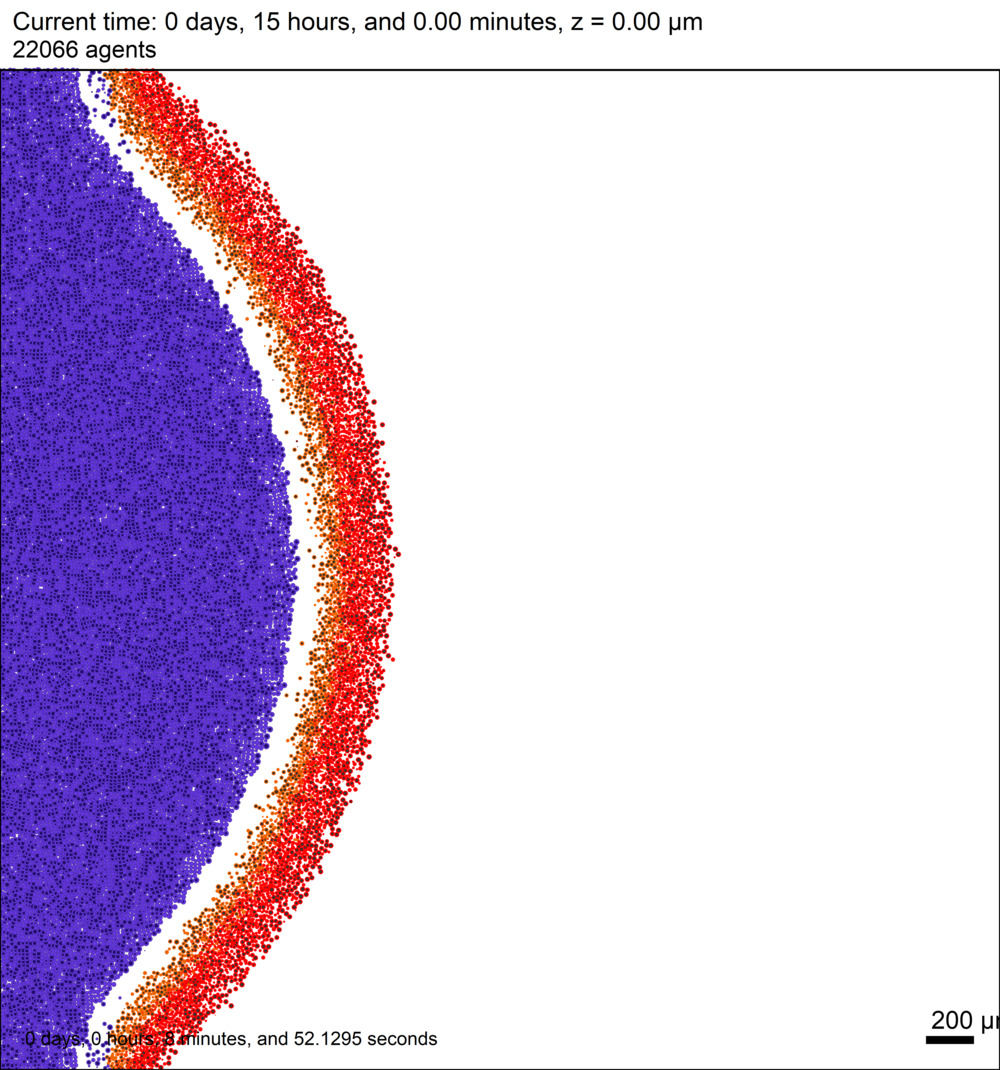 Current time: 0 days, 15 hours, and 0.00 minutes, z = 0.00 μm
22066 agents
200 μm
0 days, 0 hours, 8 minutes, and 52.1295 seconds